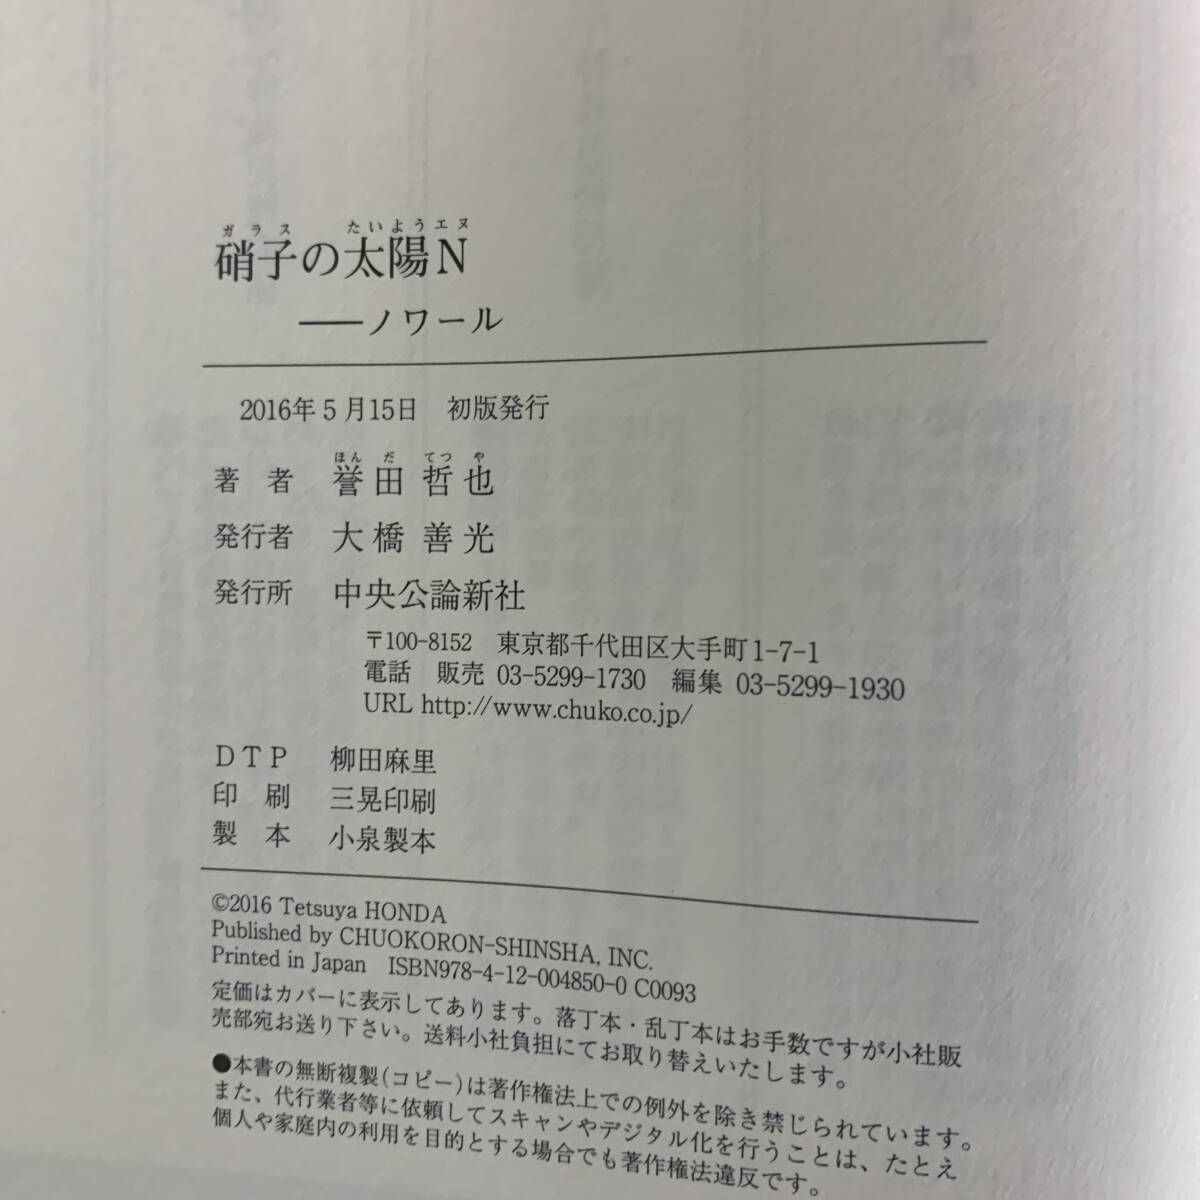 ガラス たいようエヌ
硝子の太陽N
――ノワール
2016年5月15日 初版発行
ほん だ てつ や
著 者 誉田 哲也
発行者 大橋 善光
発行所 中央公論新社
〒100-8152 東京都千代田区大手町1-7-1
電話 販売 03-5299-1730 編集 03-5299-1930
URL http://www.chuko.co.jp/
DTP 柳田麻里
印 刷 三晃印刷
製 本 小泉製本
©2016 Tetsuya HONDA
Published by CHUOKORON-SHINSHA, INC.
Printed in Japan ISBN978-4-12-004850-0 C0093
定価はカバーに表示してあります。落丁本・乱丁本はお手数ですが小社販
売部宛お送り下さい。送料小社負担にてお取り替えいたします。
●本書の無断複製(コピー)は著作権法上での例外を除き禁じられています。
また、代行業者等に依頼してスキャンやデジタル化を行うことは、たとえ
個人や家庭内の利用を目的とする場合でも著作権法違反です。